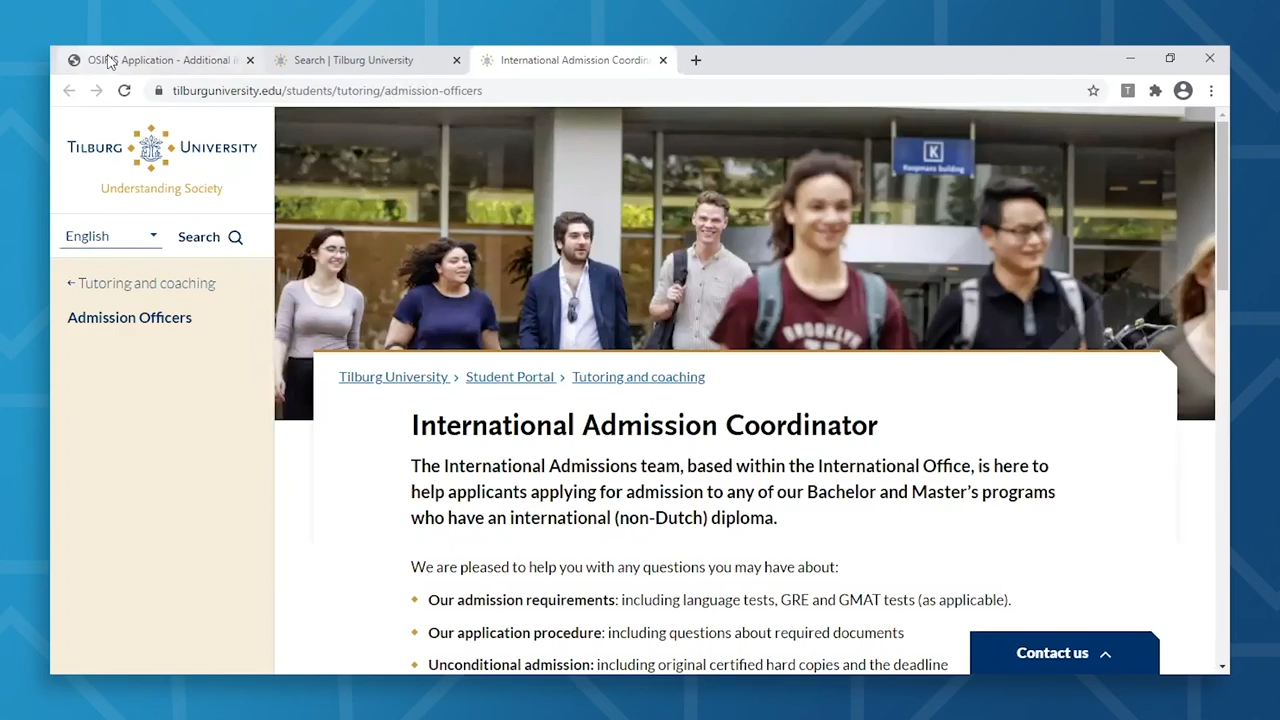 Application - Additional
Search | Tilburg University
International Admission Coordin
tilburguniversity.edu/students/tutoring/admission-officers
T
TILBURG UNIVERSITY
Understanding Society
English
Search
Tutoring and coaching
Admission Officers
K
Koopmans building
BROOKLYN
Tilburg University
Student Portal
Tutoring and coaching
International Admission Coordinator
The International Admissions team, based within the International Office, is here to
help applicants applying for admission to any of our Bachelor and Master’s programs
who have an international (non-Dutch) diploma.
We are pleased to help you with any questions you may have about:
Our admission requirements: including language tests, GRE and GMAT tests (as applicable).
Our application procedure: including questions about required documents
Unconditional admission: including original certified hard copies and the deadline
Contact us